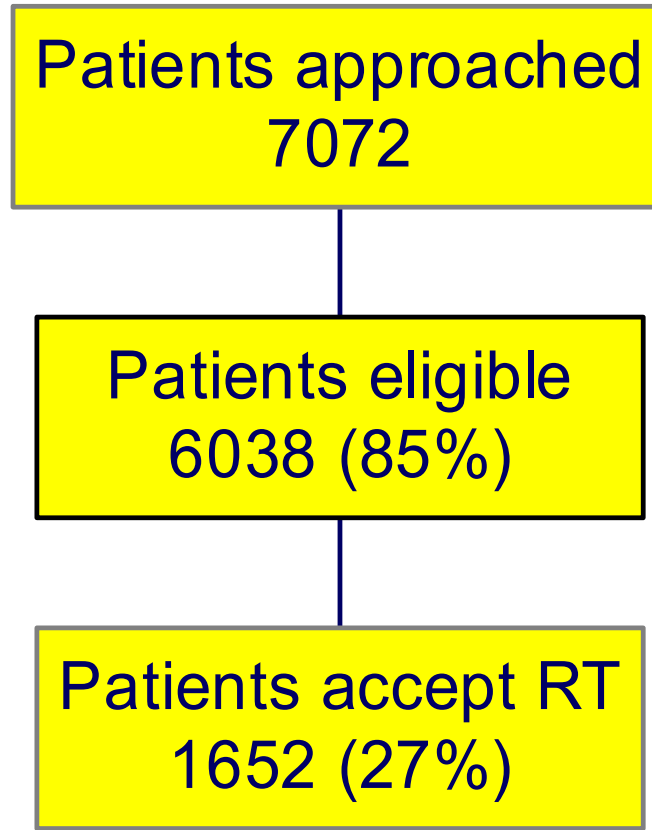 Patients approached
7072
Patients eligible
6038 (85%)
Patients accept RT
1652 (27%)